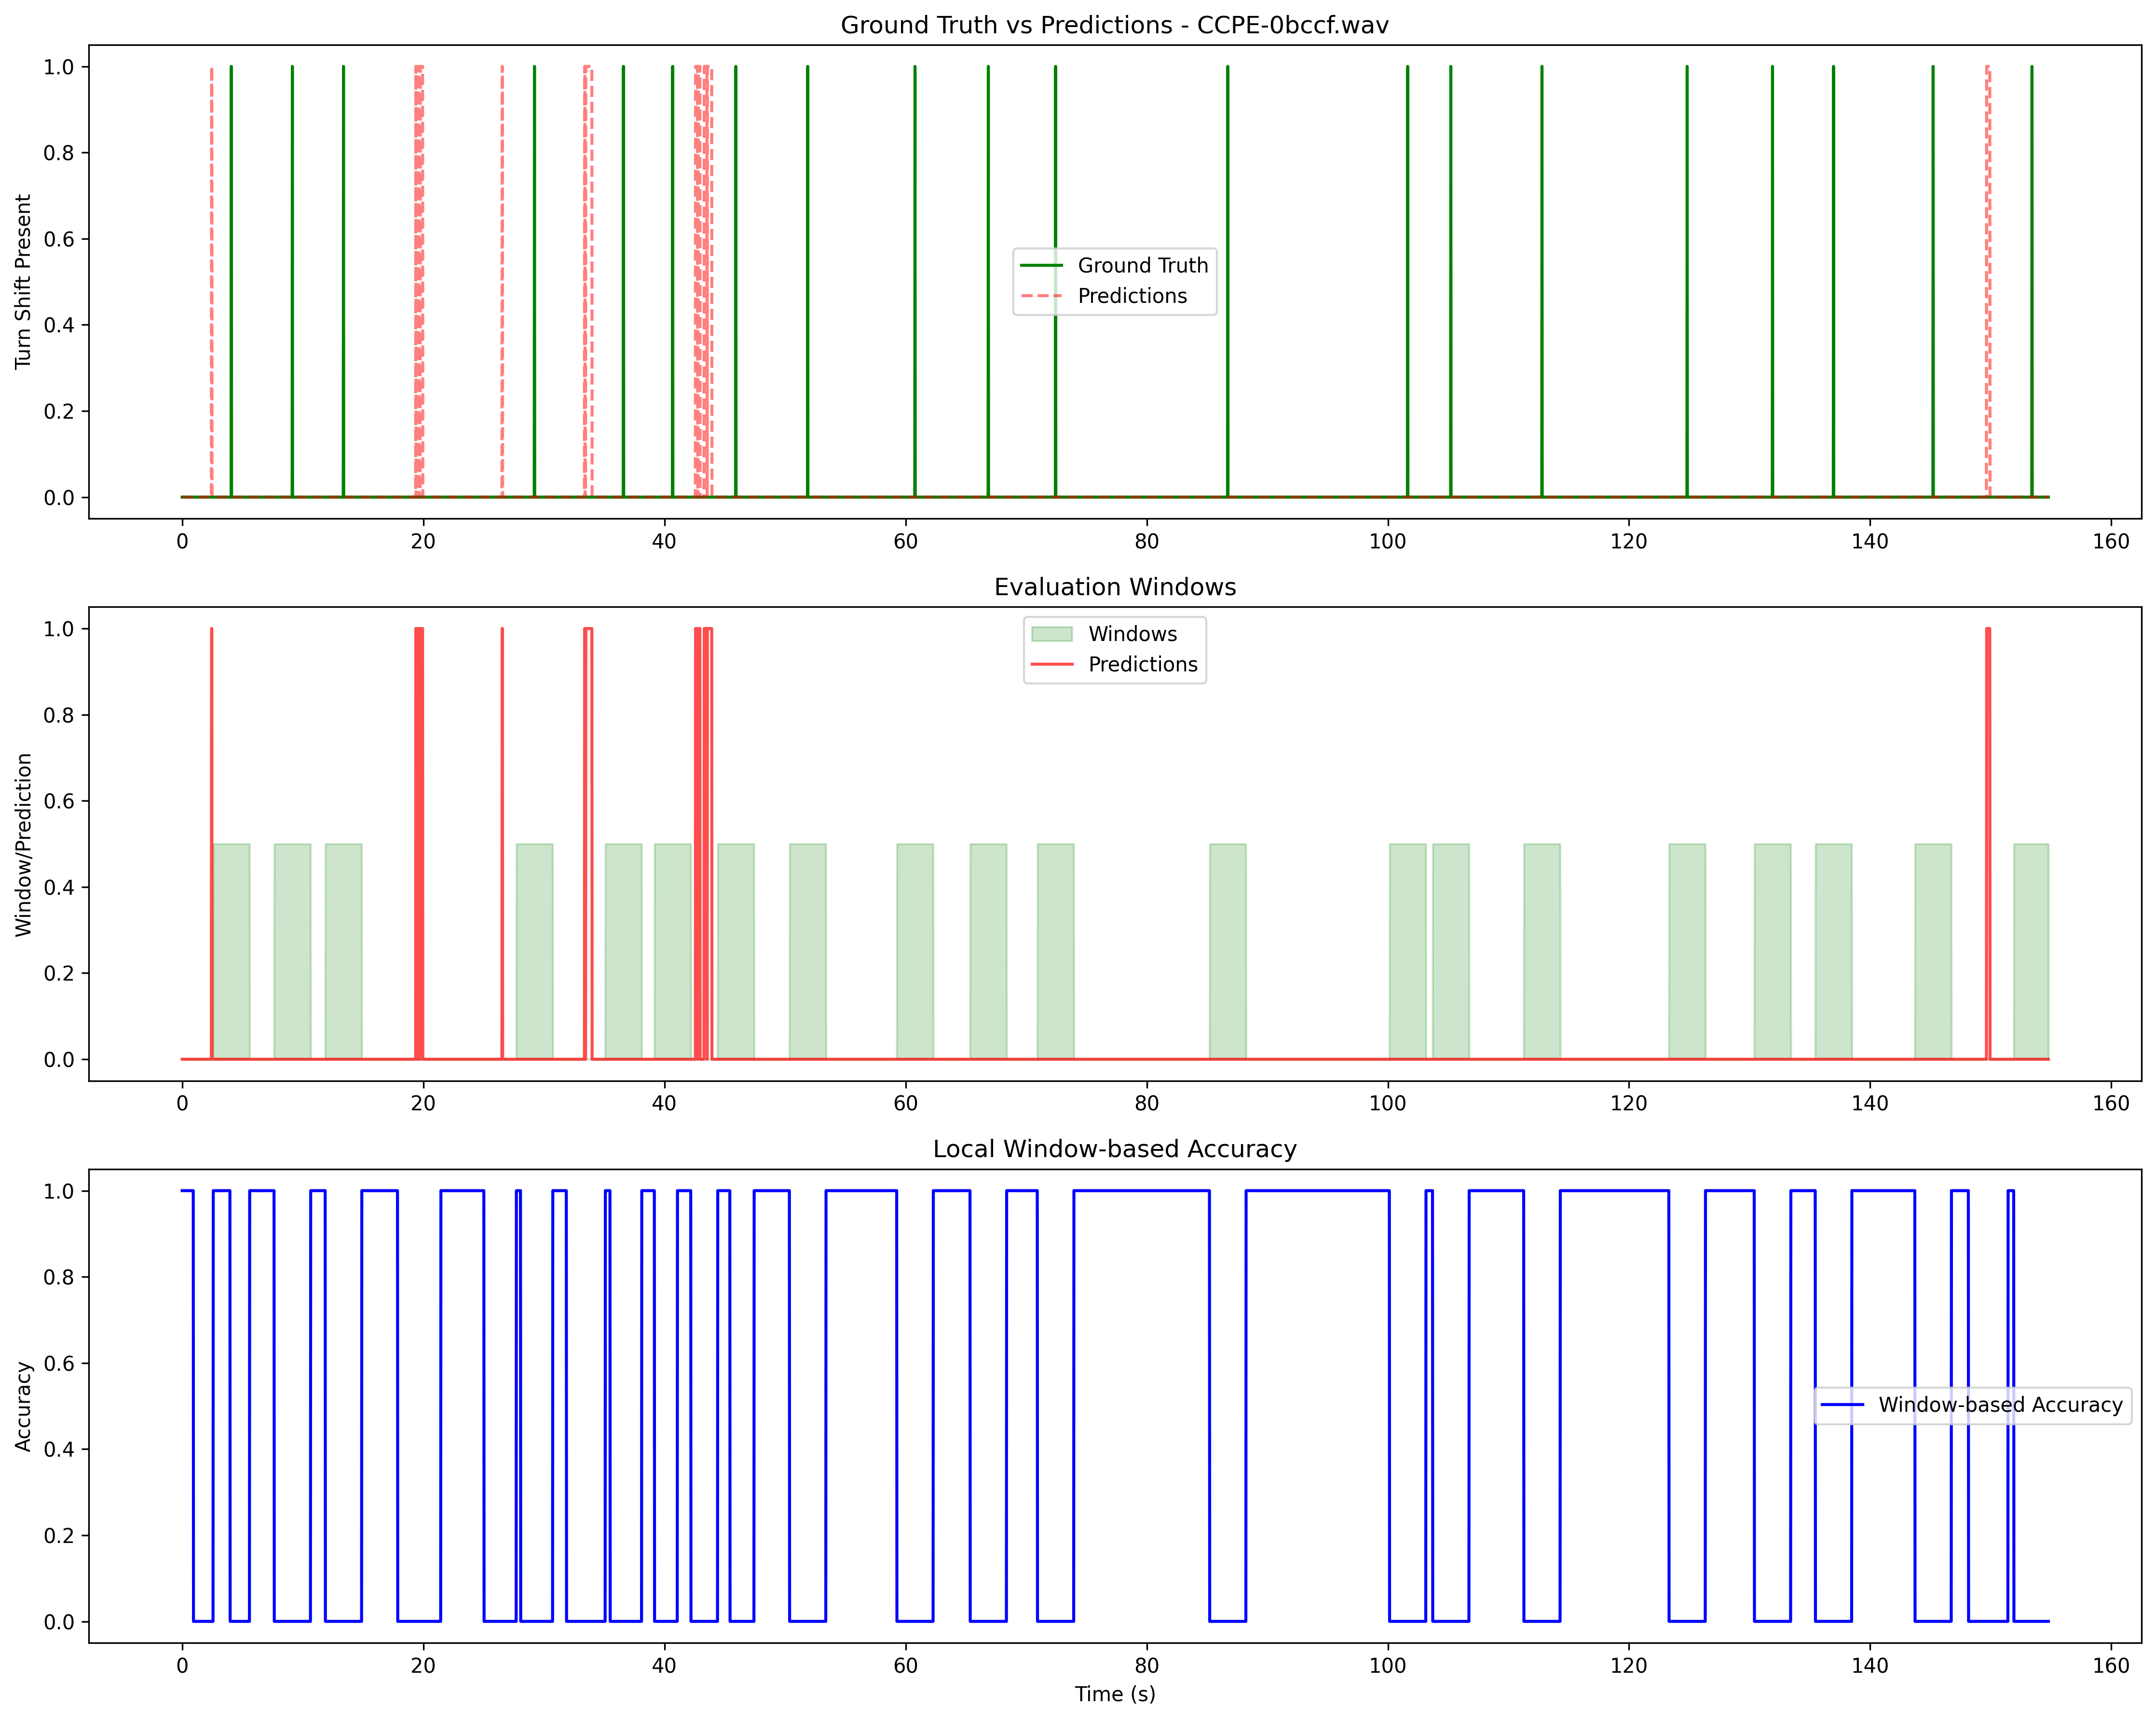 Ground Truth vs Predictions - CCPE-0bccf.wav
Turn Shift Present
1.0
0.8
0.6
0.4
0.2
0.0
Ground Truth
Predictions
0 20 40 60 80 100 120 140 160
Evaluation Windows
Window/Prediction
1.0
0.8
0.6
0.4
0.2
0.0
Windows
Predictions
0 20 40 60 80 100 120 140 160
Local Window-based Accuracy
Accuracy
1.0
0.8
0.6
0.4
0.2
0.0
Window-based Accuracy
0 20 40 60 80 100 120 140 160
Time (s)